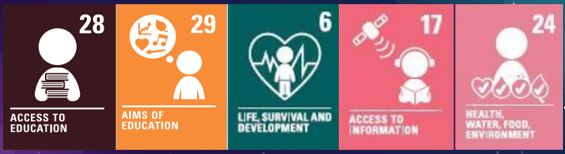 28
ACCESS TO
EDUCATION
29
AIMS OF
EDUCATION
6
LIFE, SURVIVAL AND
DEVELOPMENT
17
ACCESS TO
INFORMATION
24
HEALTH,
WATER, FOOD,
ENVIRONMENT